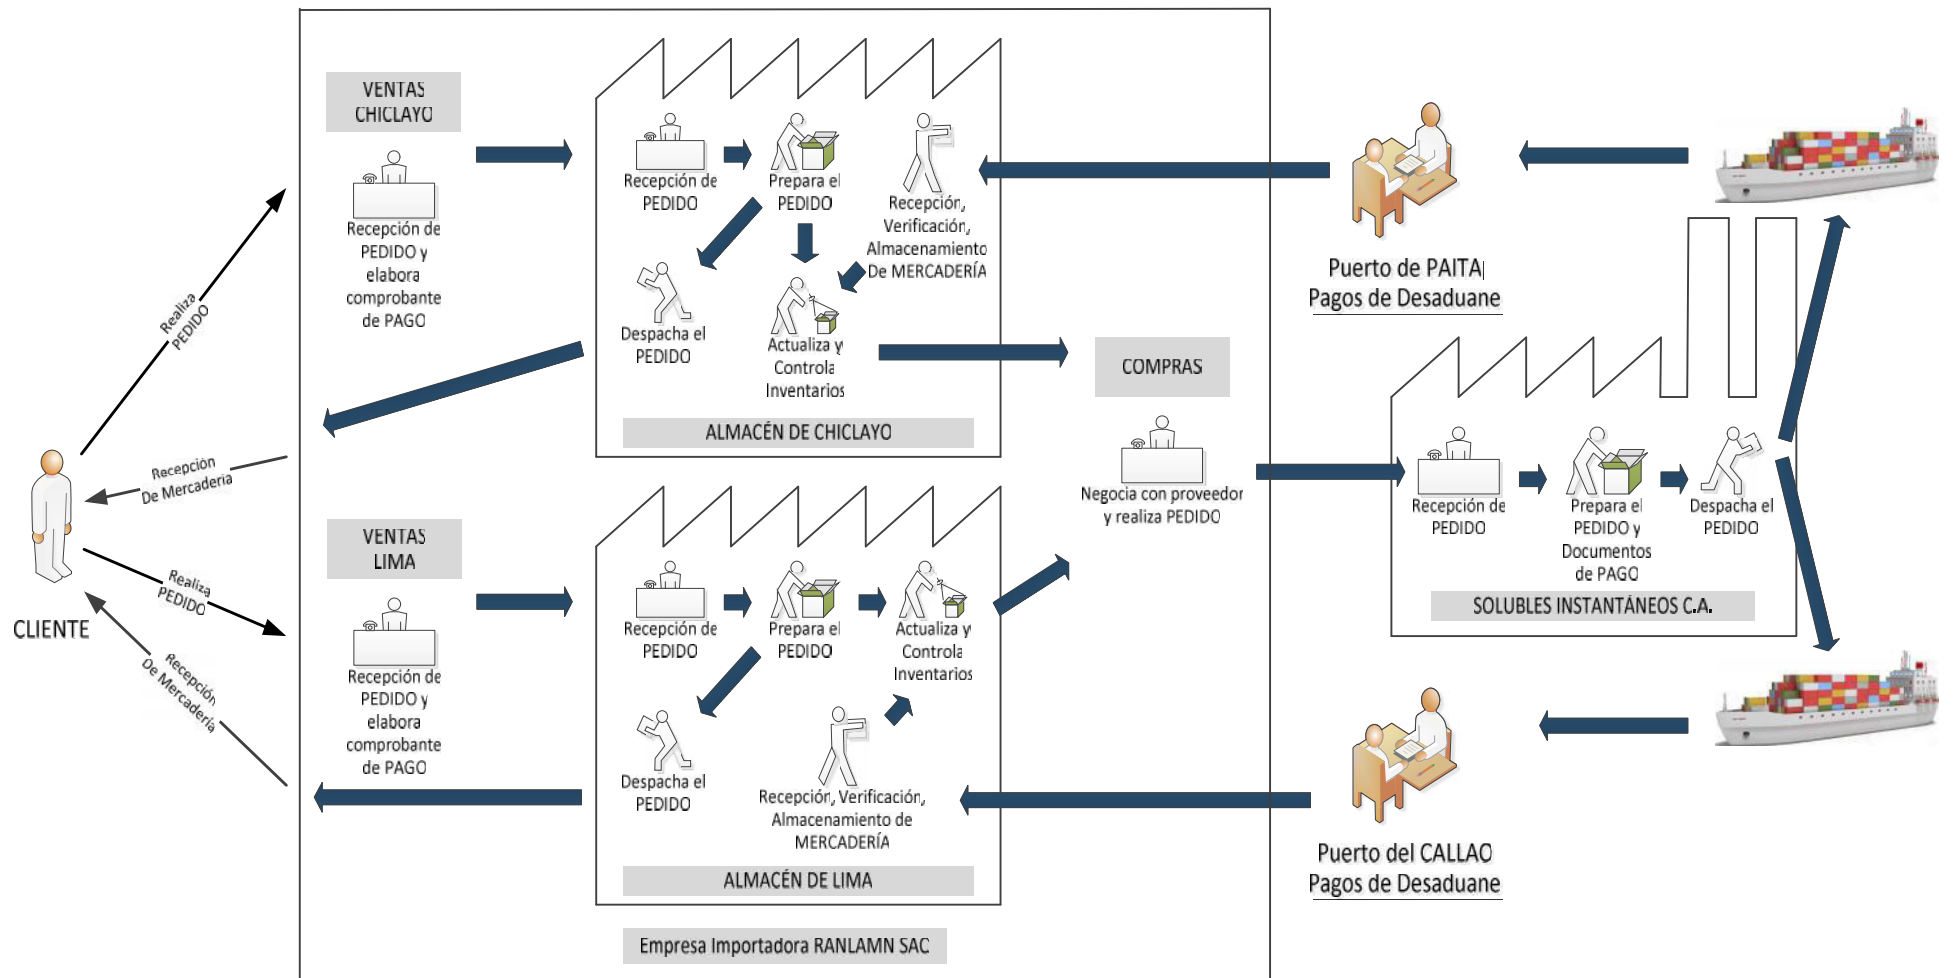 VENTAS
CHICLAYO
Recepción de
PEDIDO y
elabora
comprobante
de PAGO
Recepción de
PEDIDO
Prepara el
PEDIDO
Recepción,
Verificación,
Almacenamiento
De MERCADERÍA
Despacha el
PEDIDO
Actualiza y
Controla
Inventarios
ALMACÉN DE CHICLAYO
Realiza
PEDIDO
Recepción
De Mercadería
CLIENTE
Realiza
PEDIDO
Recepción
De Mercadería
VENTAS
LIMA
Recepción de
PEDIDO y
elabora
comprobante
de PAGO
Recepción de
PEDIDO
Prepara el
PEDIDO
Actualiza y
Controla
Inventarios
Despacha el
PEDIDO
Recepción, Verificación,
Almacenamiento de
MERCADERÍA
ALMACÉN DE LIMA
Empresa Importadora RANLAMN SAC
COMPRAS
Negocia con proveedor
y realiza PEDIDO
Puerto de PAITA
Pagos de Desaduane
Recepción de
PEDIDO
Prepara el
PEDIDO y
Documentos
de PAGO
Despacha el
PEDIDO
SOLUBLES INSTANTÁNEOS C.A.
Puerto del CALLAO
Pagos de Desaduane